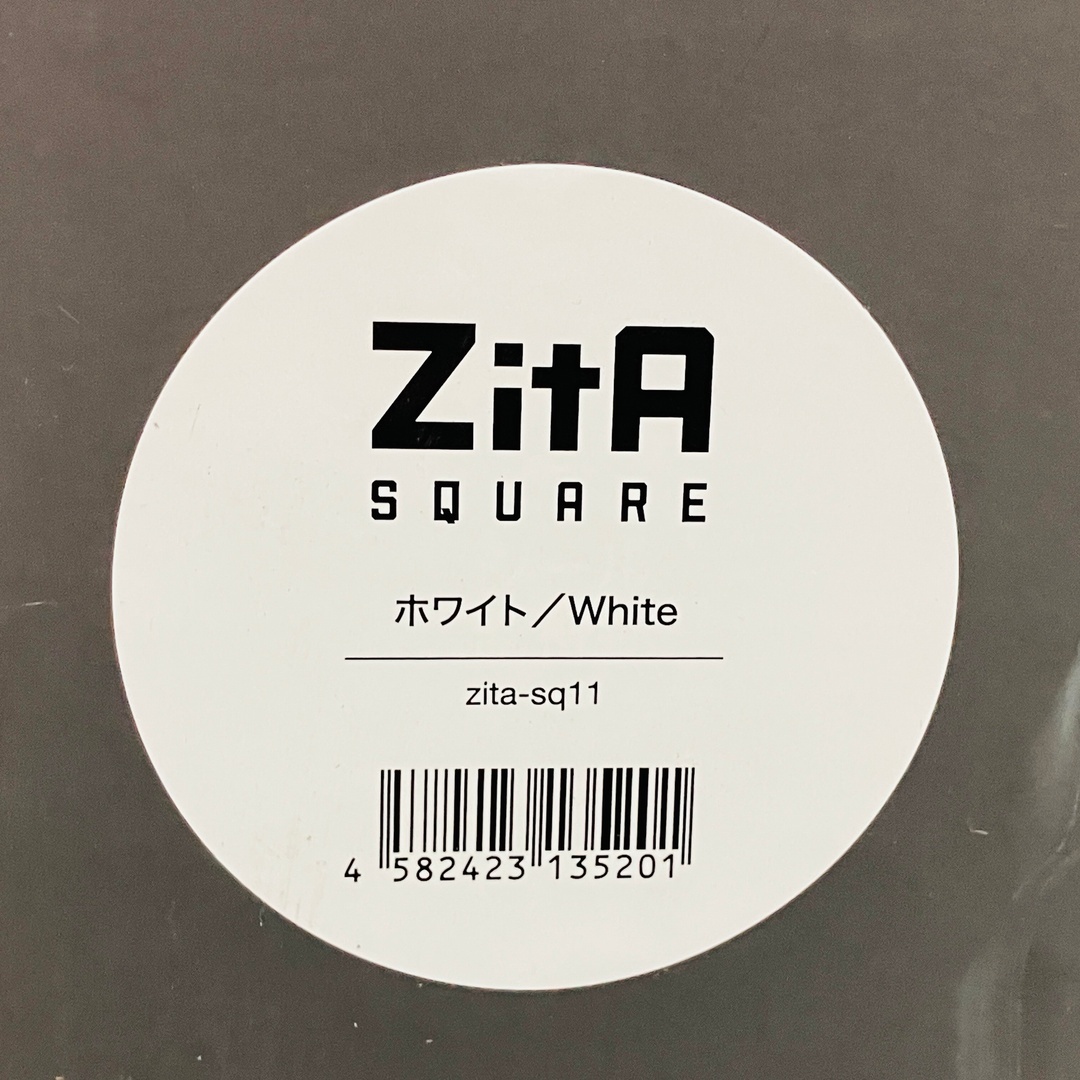 ZitA
SQUARE
ホワイト／White
zita-sq11
4 582423 135201